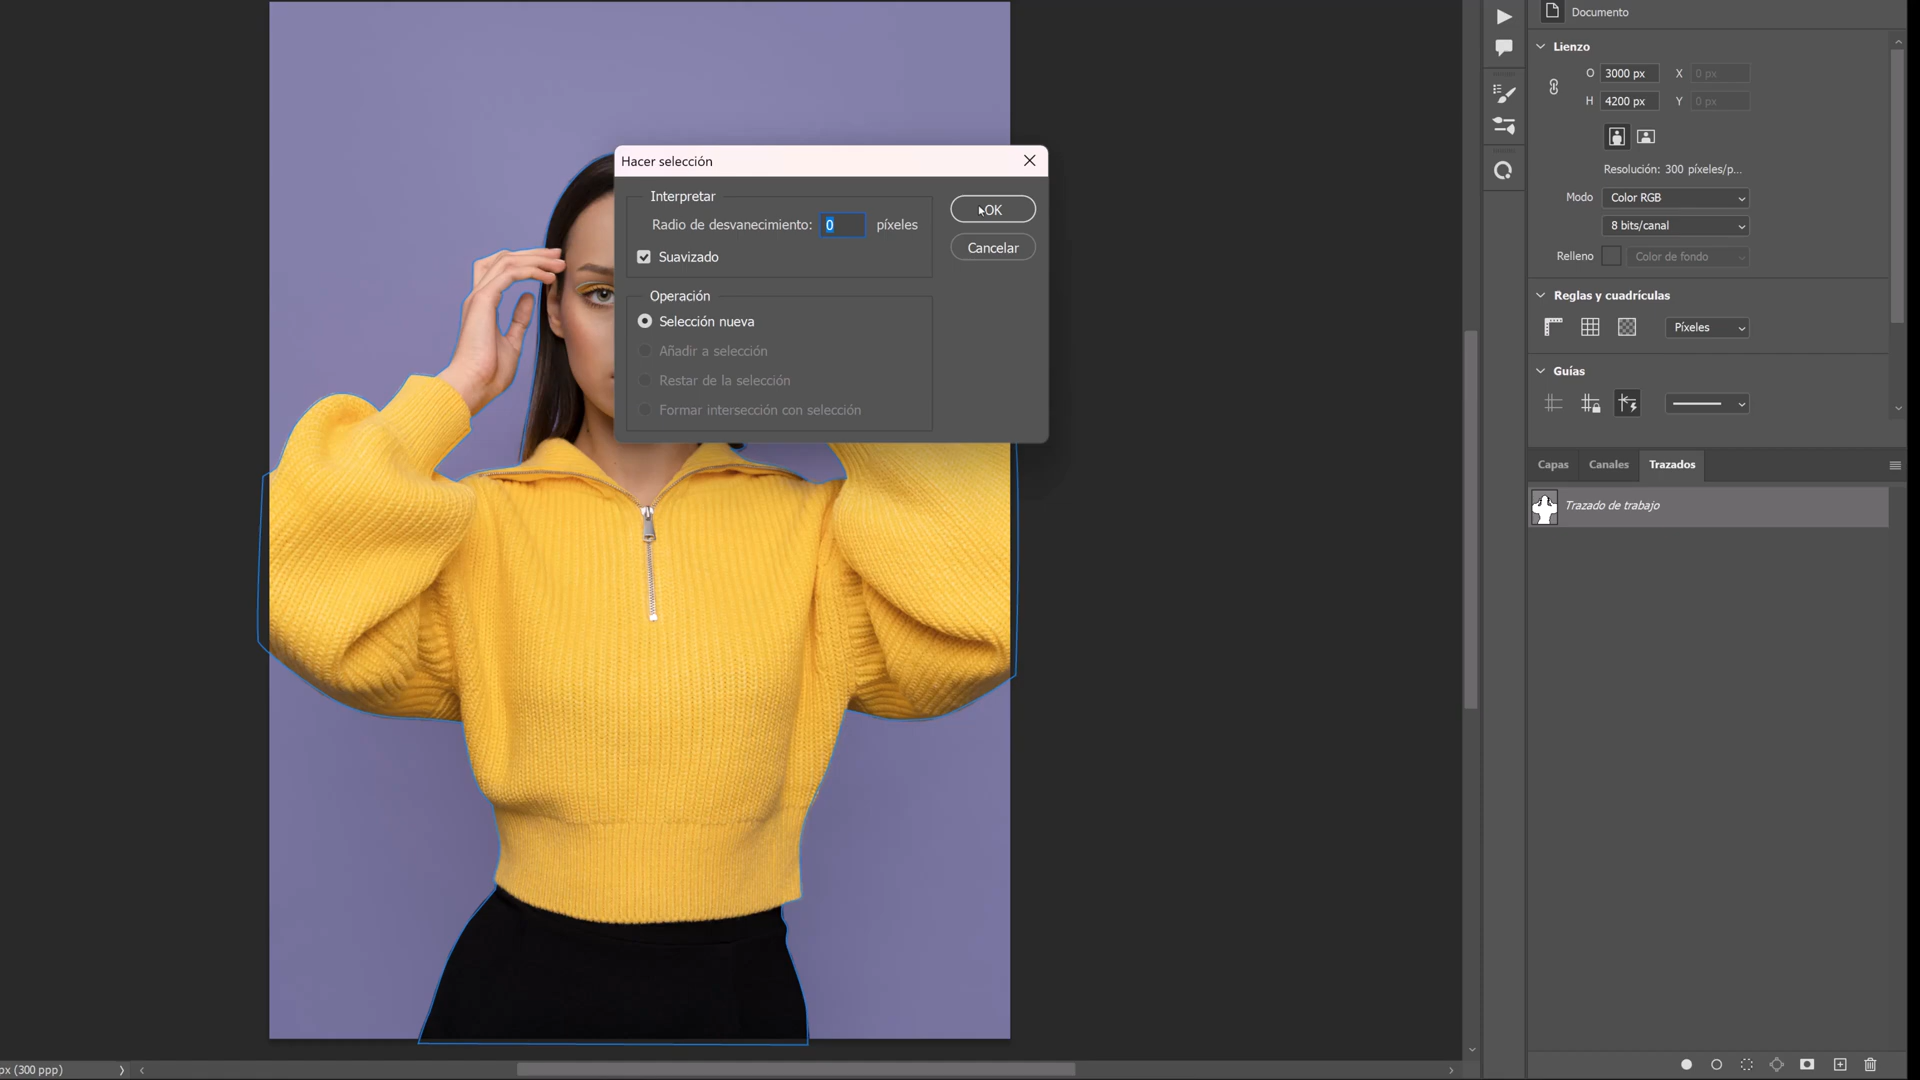 Documento
Lienzo
O 3000 px X 0 px
H 4200 px Y 0 px
Resolución: 300 píxeles/p...
Modo Color RGB
8 bits/canal
Relleno Color de fondo
Reglas y cuadrículas
Píxeles
Guías
Capas Canales Trazados
Trazado de trabajo
Hacer selección
Interpretar
Radio de desvanecimiento: 0 píxeles
Suavizado
OK
Cancelar
Operación
Selección nueva
Añadir a selección
Restar de la selección
Formar intersección con selección
px (300 ppp)